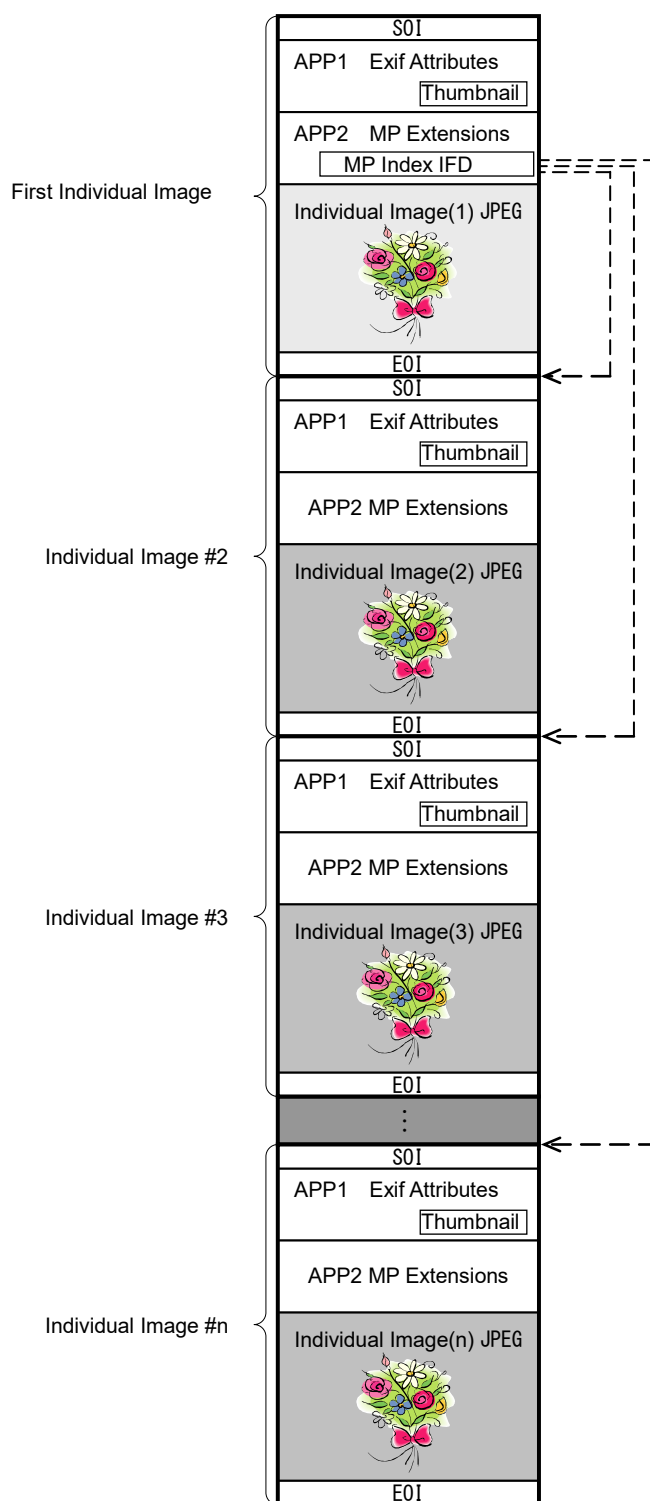 SOI
APP1 Exif Attributes
Thumbnail
APP2 MP Extensions
MP Index IFD
First Individual Image
Individual Image(1) JPEG
EOI
SOI
APP1 Exif Attributes
Thumbnail
APP2 MP Extensions
Individual Image #2
Individual Image(2) JPEG
EOI
SOI
APP1 Exif Attributes
Thumbnail
APP2 MP Extensions
Individual Image #3
Individual Image(3) JPEG
EOI
⋮
SOI
APP1 Exif Attributes
Thumbnail
APP2 MP Extensions
Individual Image #n
Individual Image(n) JPEG
EOI